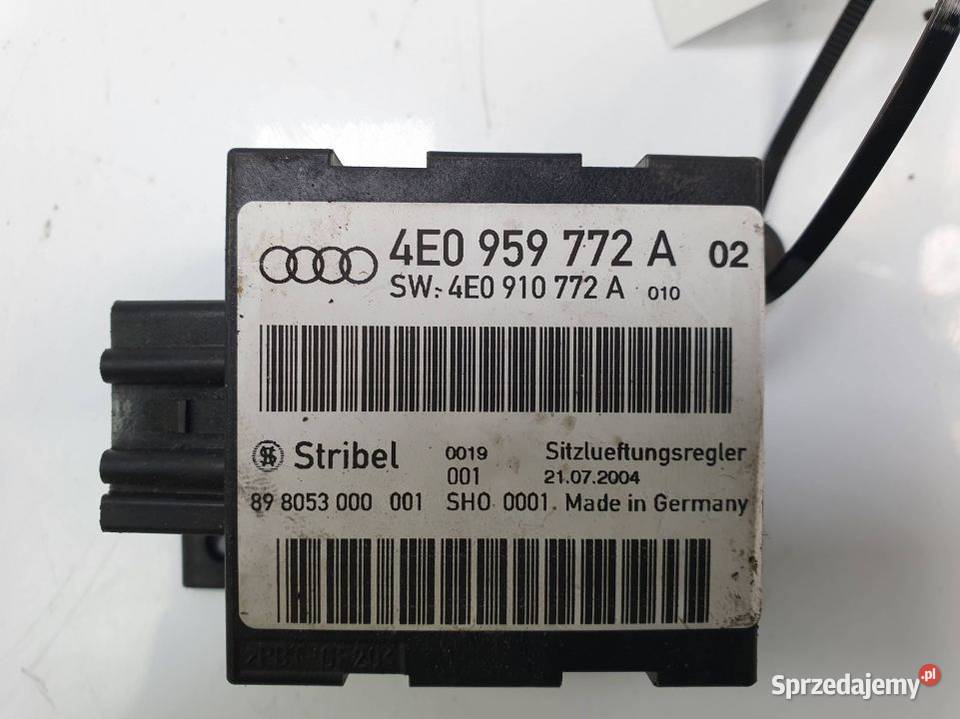 4E0 959 772 A 02
SW: 4E0 910 772 A 010
Stribel 0019 Sitzlueftungsregler
001 21.07.2004
89 8053 000 001 SH0 0001 Made in Germany
Sprzedajemy.pl